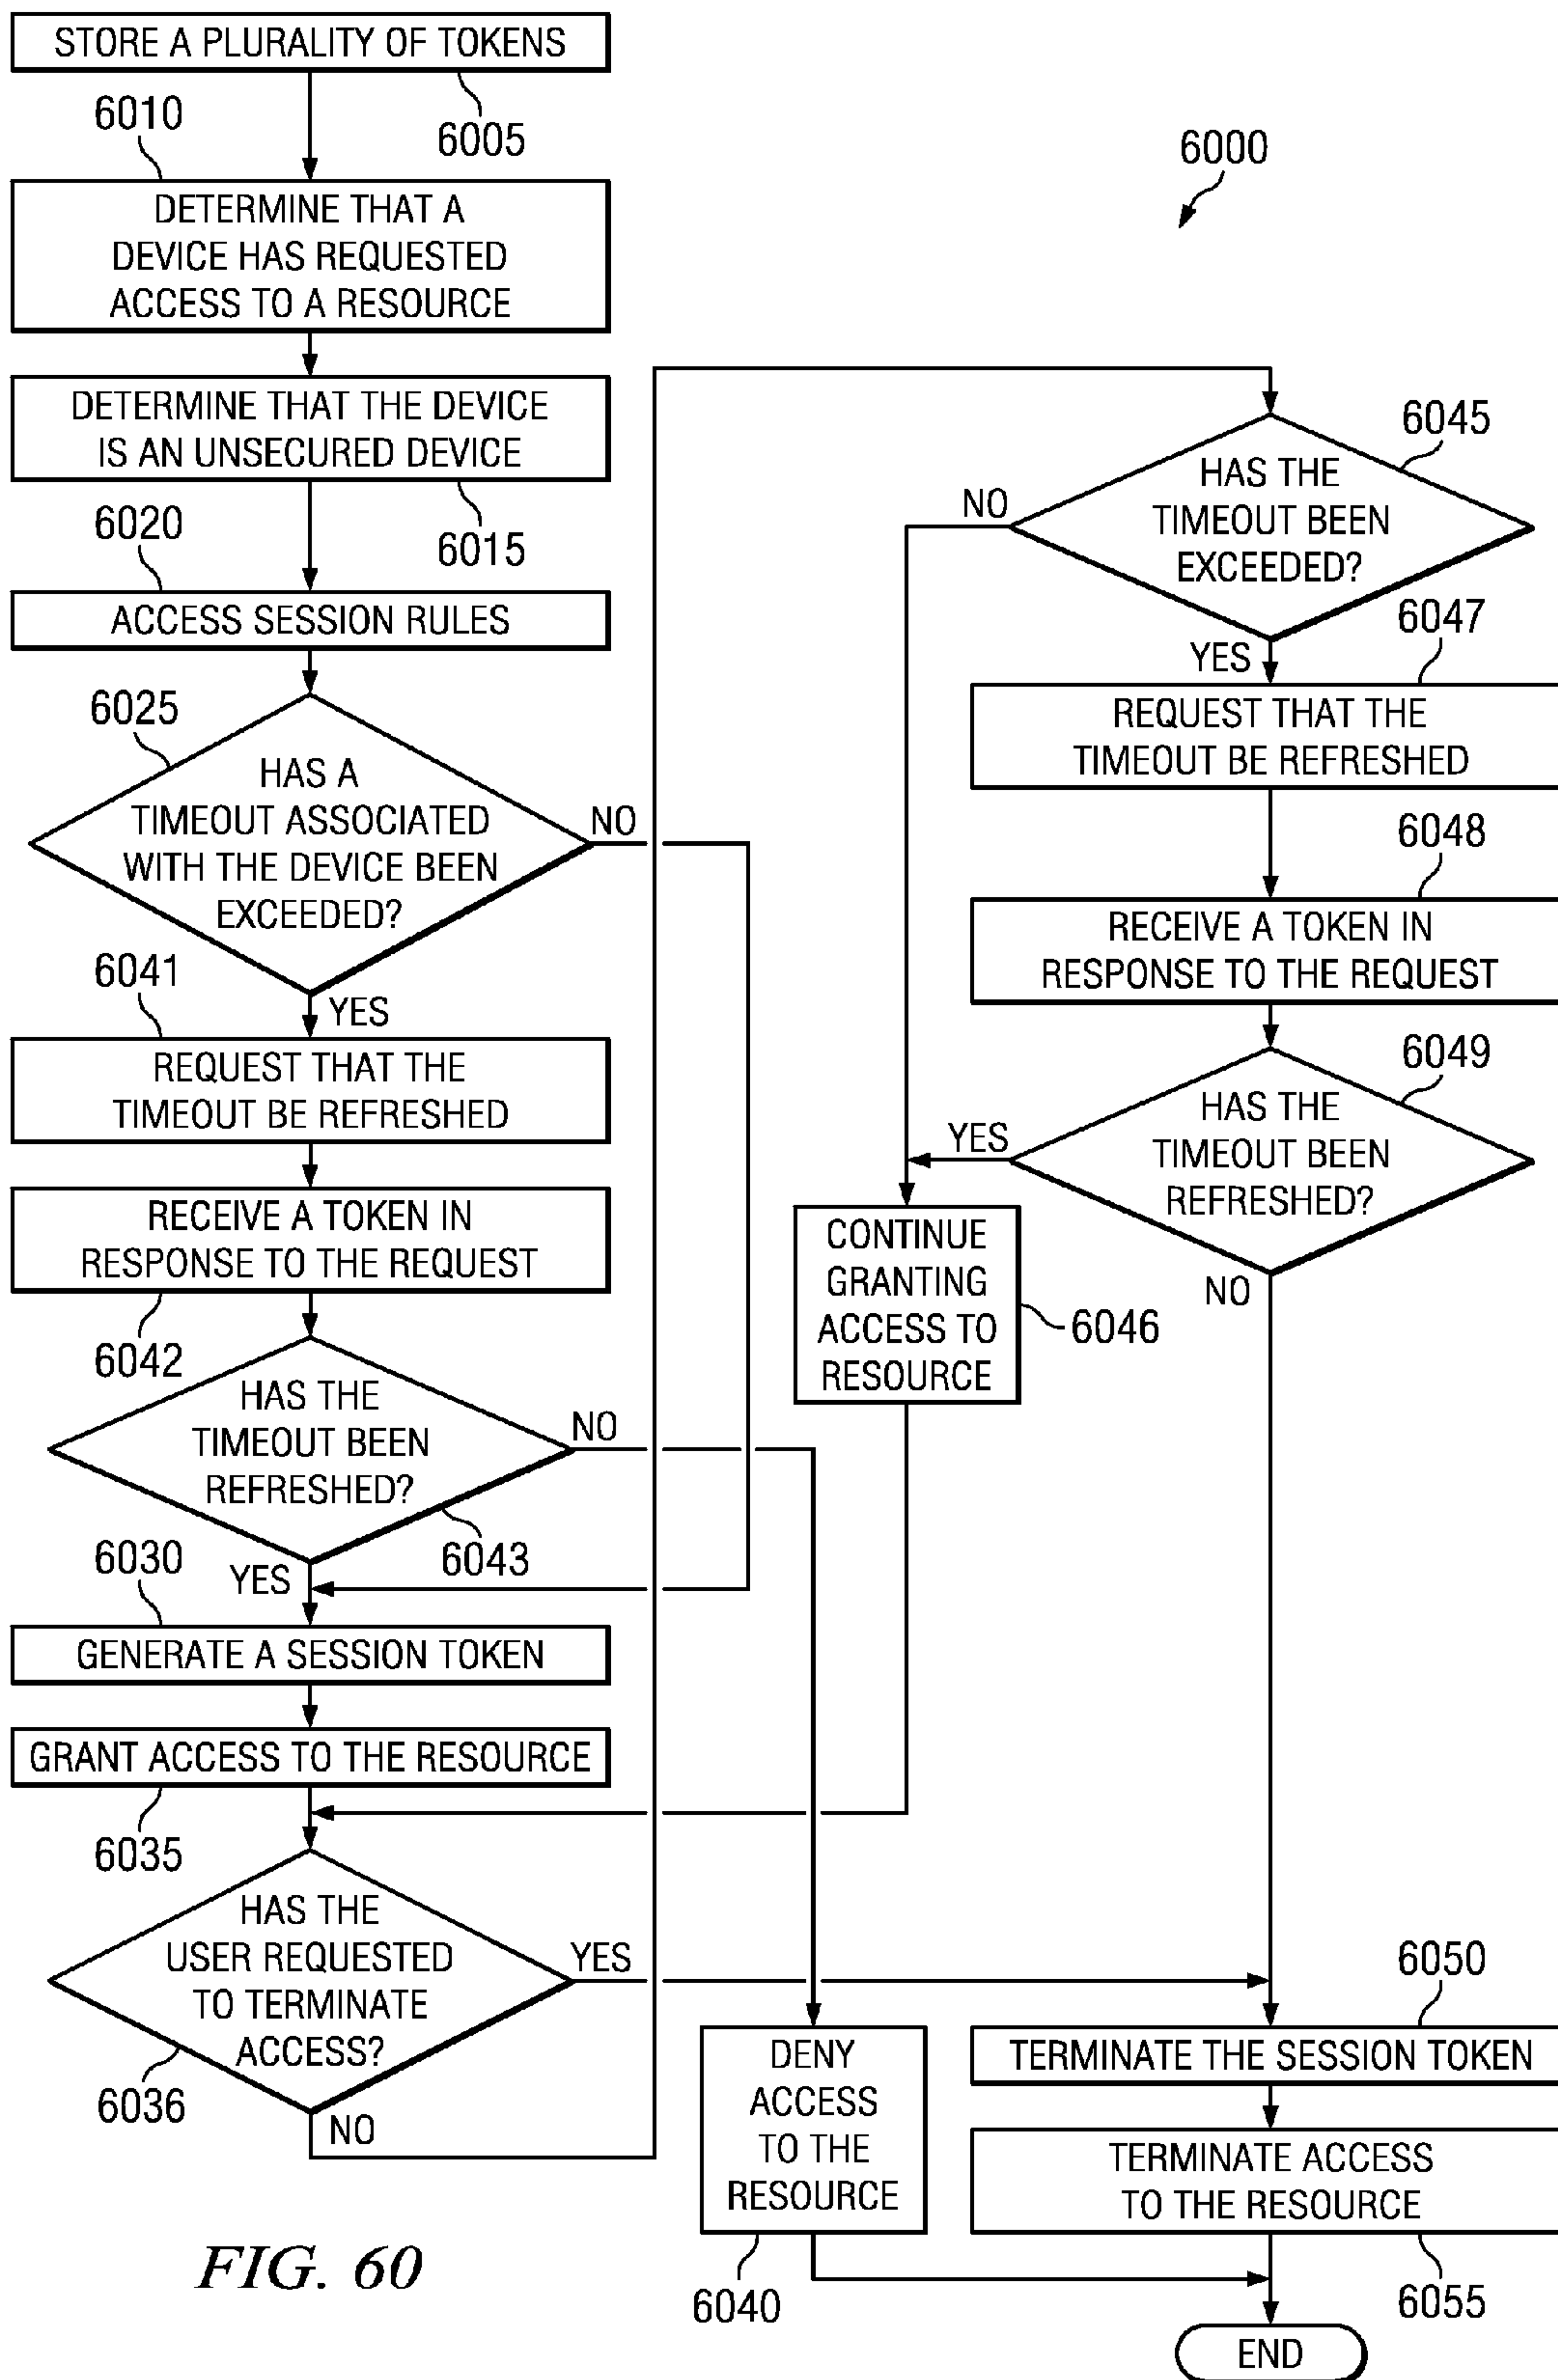 STORE A PLURALITY OF TOKENS
6005
6010
DETERMINE THAT A
DEVICE HAS REQUESTED
ACCESS TO A RESOURCE
DETERMINE THAT THE DEVICE
IS AN UNSECURED DEVICE
6015
6020
ACCESS SESSION RULES
6025
HAS A
TIMEOUT ASSOCIATED
WITH THE DEVICE BEEN
EXCEEDED?
NO
YES
6041
REQUEST THAT THE
TIMEOUT BE REFRESHED
RECEIVE A TOKEN IN
RESPONSE TO THE REQUEST
6042
HAS THE
TIMEOUT BEEN
REFRESHED?
NO
6043
YES
6030
GENERATE A SESSION TOKEN
GRANT ACCESS TO THE RESOURCE
6035
HAS THE
USER REQUESTED
TO TERMINATE
ACCESS?
YES
6036
NO
6000
6045
HAS THE
TIMEOUT BEEN
EXCEEDED?
NO
YES
6047
REQUEST THAT THE
TIMEOUT BE REFRESHED
6048
RECEIVE A TOKEN IN
RESPONSE TO THE REQUEST
6049
HAS THE
TIMEOUT BEEN
REFRESHED?
YES
NO
CONTINUE
GRANTING
ACCESS TO
RESOURCE
6046
DENY
ACCESS
TO THE
RESOURCE
6040
6050
TERMINATE THE SESSION TOKEN
TERMINATE ACCESS
TO THE RESOURCE
6055
END
FIG. 60